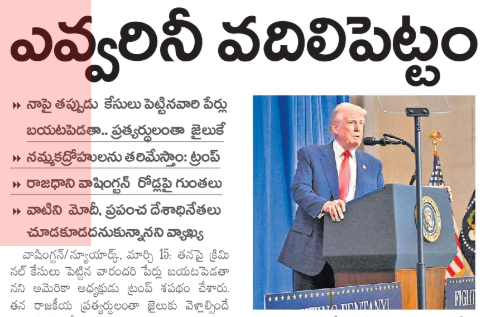 ఎవ్వరినీ వదిలిపెట్టం
» నాపై తప్పుడు కేసులు పెట్టినవారి పేర్లు
బయటపెడతా.. ప్రత్యర్థులంతా జైలుకే
» నమ్మకద్రోహులను తరిమేస్తాం: ట్రంప్
» రాజధాని వాషింగ్టన్ రోడ్లపై గుంతలు
» వాటిని మోదీ, ప్రపంచ దేశాధినేతలు
చూడకూడదనుకున్నానని వ్యాఖ్య
వాషింగ్టన్/న్యూయార్క్, మార్చి 15: తనపై క్రిమి
నల్ కేసులు పెట్టిన వారందరి పేర్లు బయటపెడతా
నని అమెరికా అధ్యక్షుడు ట్రంప్ శపథం చేశారు.
తన రాజకీయ ప్రత్యర్థులంతా జైలుకు వెళ్లాల్సిందే